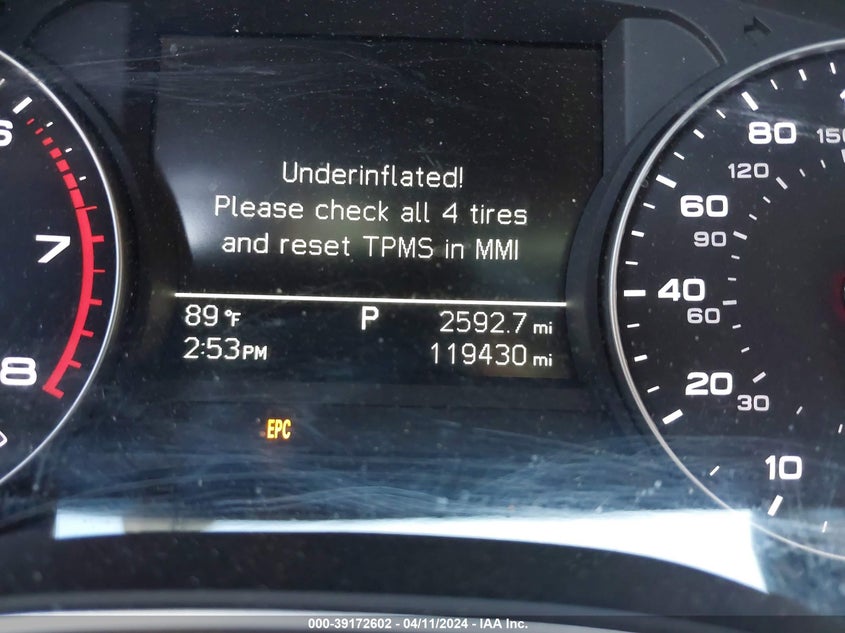 6
7
8
Underinflated!
Please check all 4 tires
and reset TPMS in MMI
89 °F P 2592.7 mi
2:53PM 119430 mi
EPC
80 150
120
60
90
40
60
20
30
10
000-39172602 - 04/11/2024 - IAA Inc.